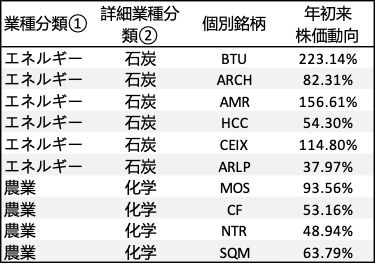 業種分類① 詳細業種分類② 個別銘柄 年初来株価動向
エネルギー 石炭 BTU 223.14%
エネルギー 石炭 ARCH 82.31%
エネルギー 石炭 AMR 156.61%
エネルギー 石炭 HCC 54.30%
エネルギー 石炭 CEIX 114.80%
エネルギー 石炭 ARLP 37.97%
農業 化学 MOS 93.56%
農業 化学 CF 53.16%
農業 化学 NTR 48.94%
農業 化学 SQM 63.79%